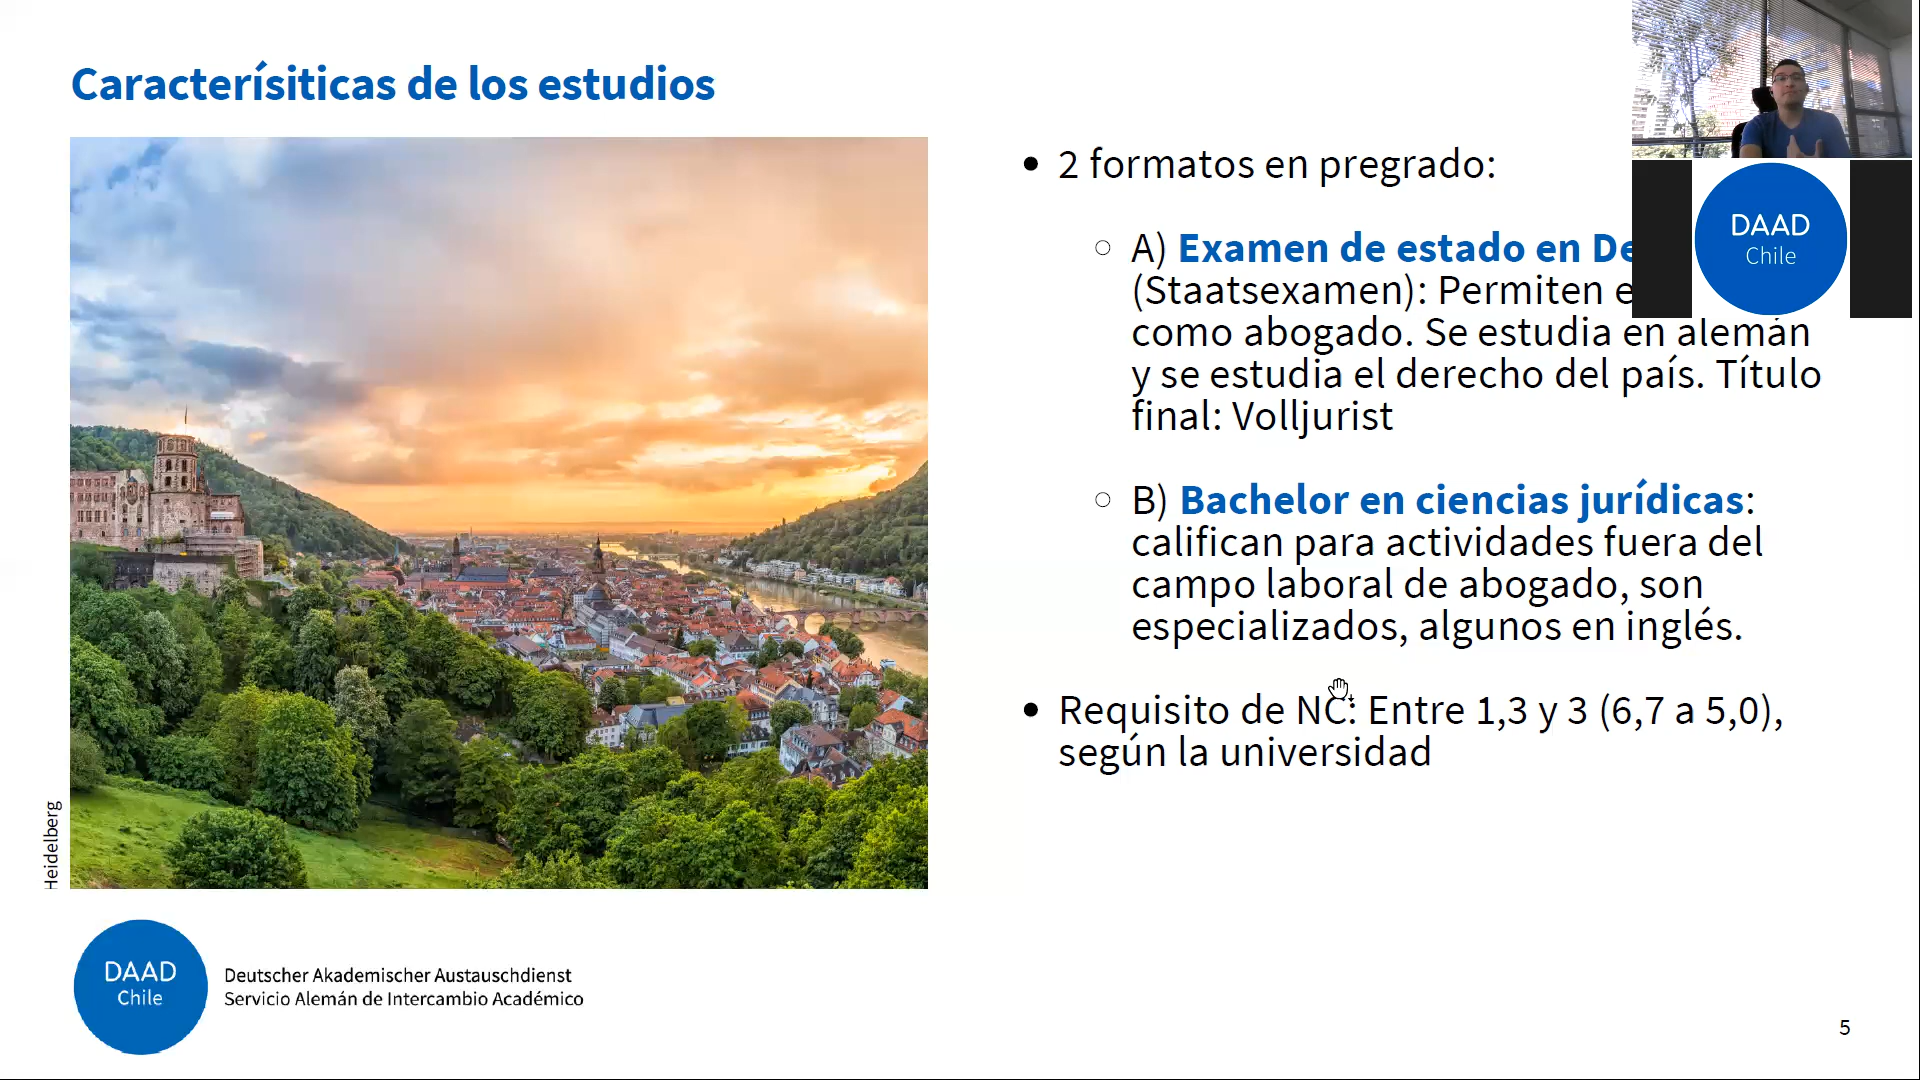 Caracterísiticas de los estudios
2 formatos en pregrado:
A) Examen de estado en
(Staatsexamen): Permiten
como abogado. Se estudia en alemán
y se estudia el derecho del país. Título
final: Volljurist
B) Bachelor en ciencias jurídicas:
califican para actividades fuera del
campo laboral de abogado, son
especializados, algunos en inglés.
Requisito de NC: Entre 1,3 y 3 (6,7 a 5,0),
según la universidad
DAAD
Chile
Heidelberg
DAAD
Chile
Deutscher Akademischer Austauschdienst
Servicio Alemán de Intercambio Académico
5